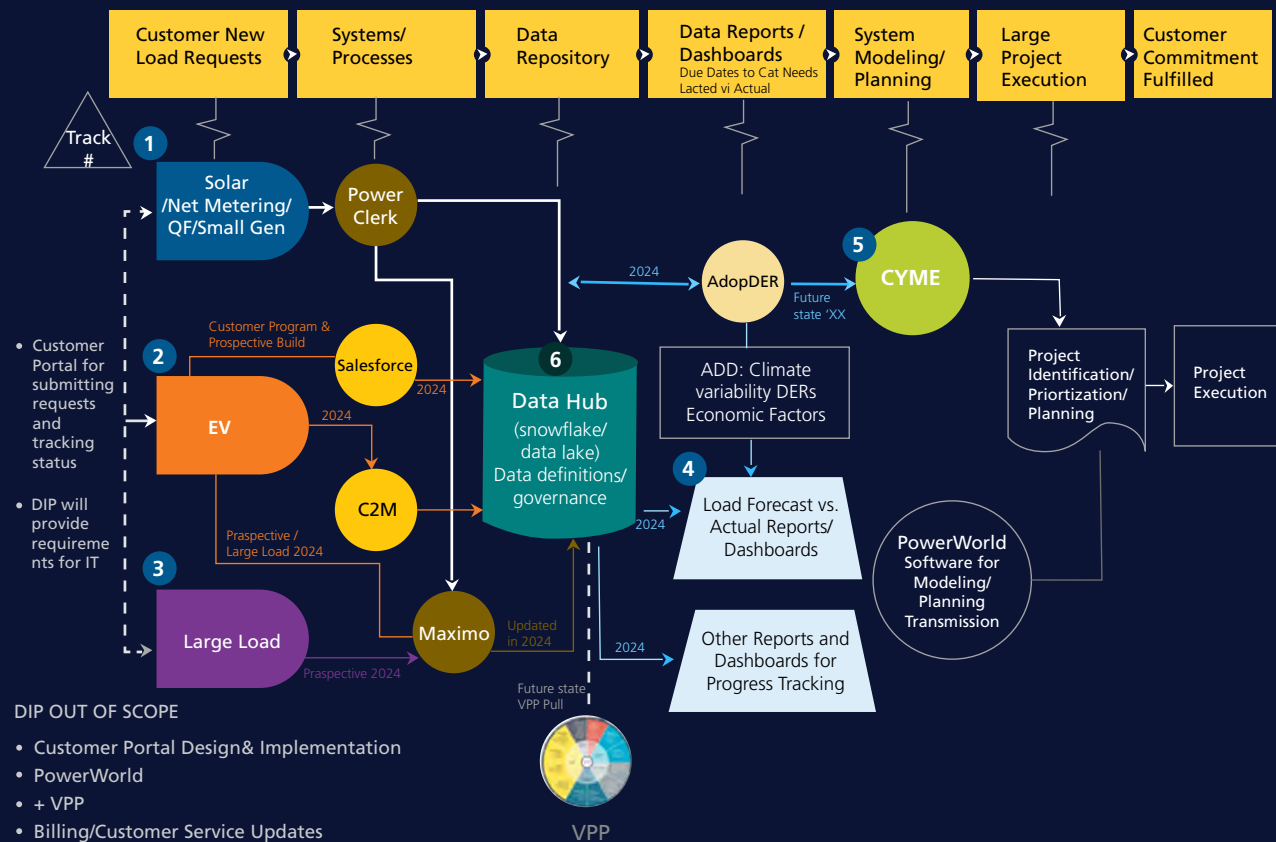 Customer New
Load Requests
Systems/
Processes
Data
Repository
Data Reports /
Dashboards
Due Dates to Cat Needs
Lacted vi Actual
System
Modeling/
Planning
Large
Project
Execution
Customer
Commitment
Fulfilled
Track
#
1
Solar
/Net Metering/
QF/Small Gen
Power
Clerk
2024
AdopDER
Future
state ‘XX
5
CYME
• Customer
Portal for
submitting
requests
and
tracking
status
• DIP will
provide
requireme
nts for IT
2
Customer Program &
Prospective Build
Salesforce
2024
EV
2024
C2M
Praspective /
Large Load 2024
6
Data Hub
(snowflake/
data lake)
Data definitions/
governance
ADD: Climate
variability DERs
Economic Factors
Project
Identification/
Priortization/
Planning
Project
Execution
4
2024
Load Forecast vs.
Actual Reports/
Dashboards
PowerWorld
Software for
Modeling/
Planning
Transmission
3
Large Load
Praspective 2024
Maximo
Updated
in 2024
2024
Other Reports and
Dashboards for
Progress Tracking
Future state
VPP Pull
VPP
DIP OUT OF SCOPE
• Customer Portal Design& Implementation
• PowerWorld
• + VPP
• Billing/Customer Service Updates